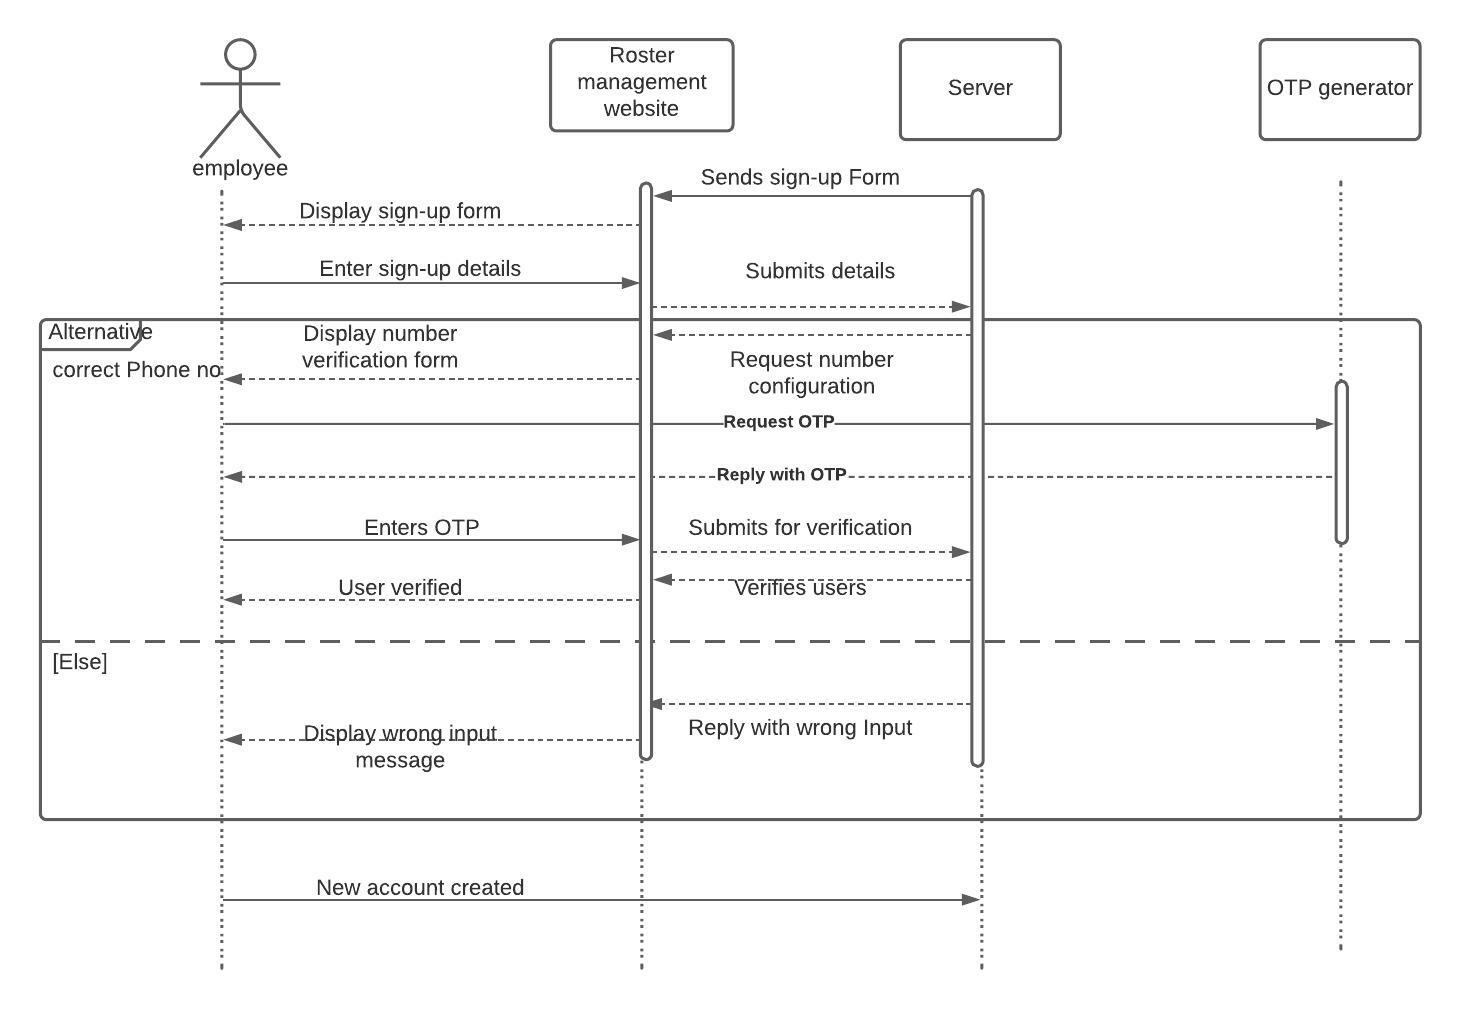 employee
Roster
management
website
Server
OTP generator
Sends sign-up Form
Display sign-up form
Enter sign-up details
Submits details
Alternative
correct Phone no
Display number
verification form
Request number
configuration
Request OTP
Reply with OTP
Enters OTP
Submits for verification
Verifies users
User verified
[Else]
Reply with wrong Input
Display wrong input
message
New account created